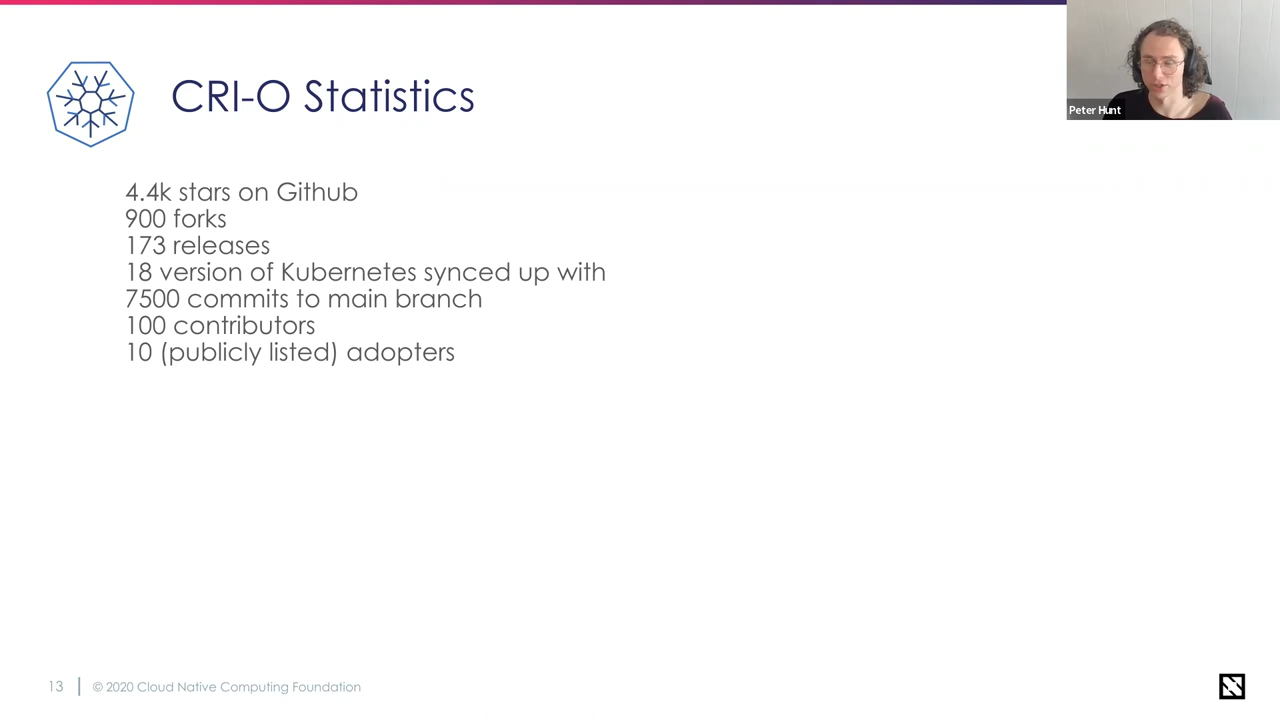 CRI-O Statistics
Peter Hunt
4.4k stars on Github
900 forks
173 releases
18 version of Kubernetes synced up with
7500 commits to main branch
100 contributors
10 (publicly listed) adopters
13
© 2020 Cloud Native Computing Foundation